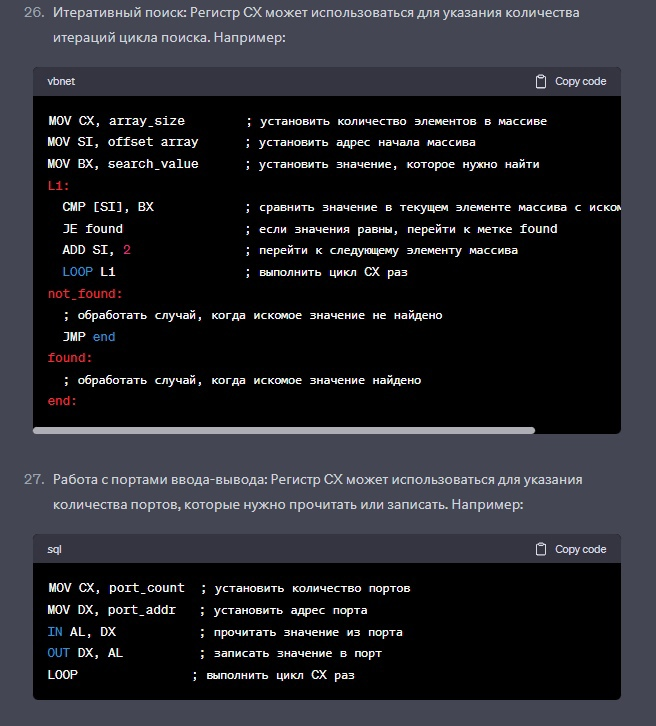 26. Итеративный поиск: Регистр CX может использоваться для указания количества
итераций цикла поиска. Например:
vbnet Copy code
MOV CX, array_size ; установить количество элементов в массиве
MOV SI, offset array ; установить адрес начала массива
MOV BX, search_value ; установить значение, которое нужно найти
L1:
CMP [SI], BX ; сравнить значение в текущем элементе массива с иском
JE found ; если значения равны, перейти к метке found
ADD SI, 2 ; перейти к следующему элементу массива
LOOP L1 ; выполнить цикл CX раз
not_found:
; обработать случай, когда искомое значение не найдено
JMP end
found:
; обработать случай, когда искомое значение найдено
end:
27. Работа с портами ввода-вывода: Регистр CX может использоваться для указания
количества портов, которые нужно прочитать или записать. Например:
sql Copy code
MOV CX, port_count ; установить количество портов
MOV DX, port_addr ; установить адрес порта
IN AL, DX ; прочитать значение из порта
OUT DX, AL ; записать значение в порт
LOOP ; выполнить цикл CX раз